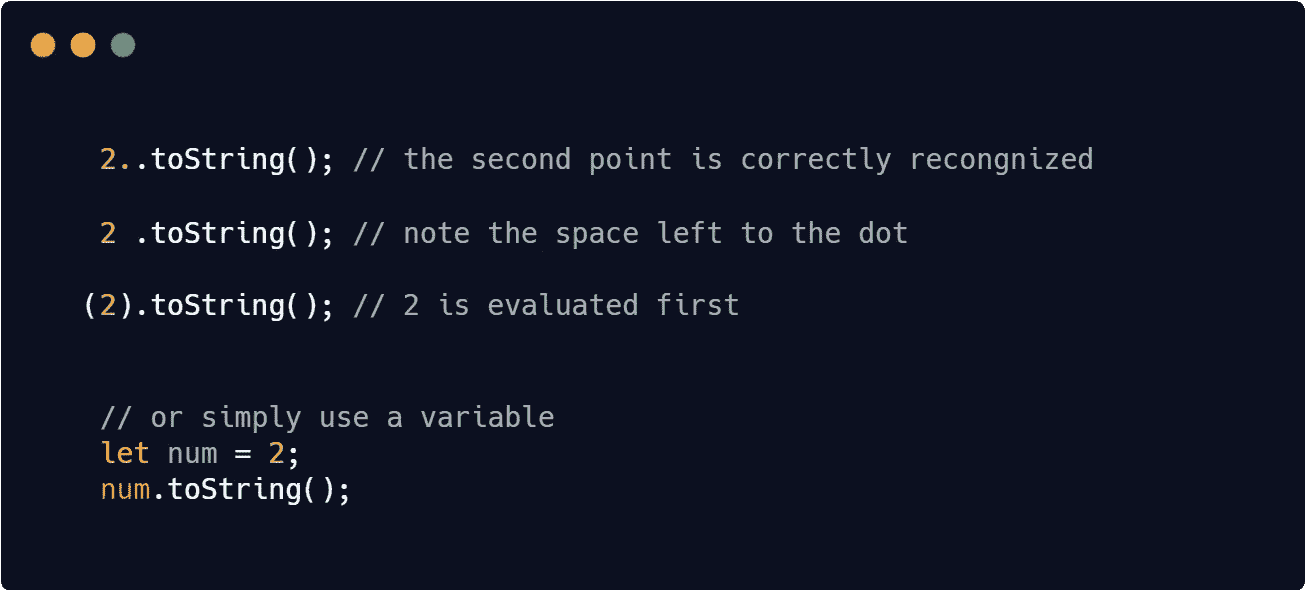 2..toString(); // the second point is correctly recongnized
2 .toString(); // note the space left to the dot
(2).toString(); // 2 is evaluated first
// or simply use a variable
let num = 2;
num.toString();